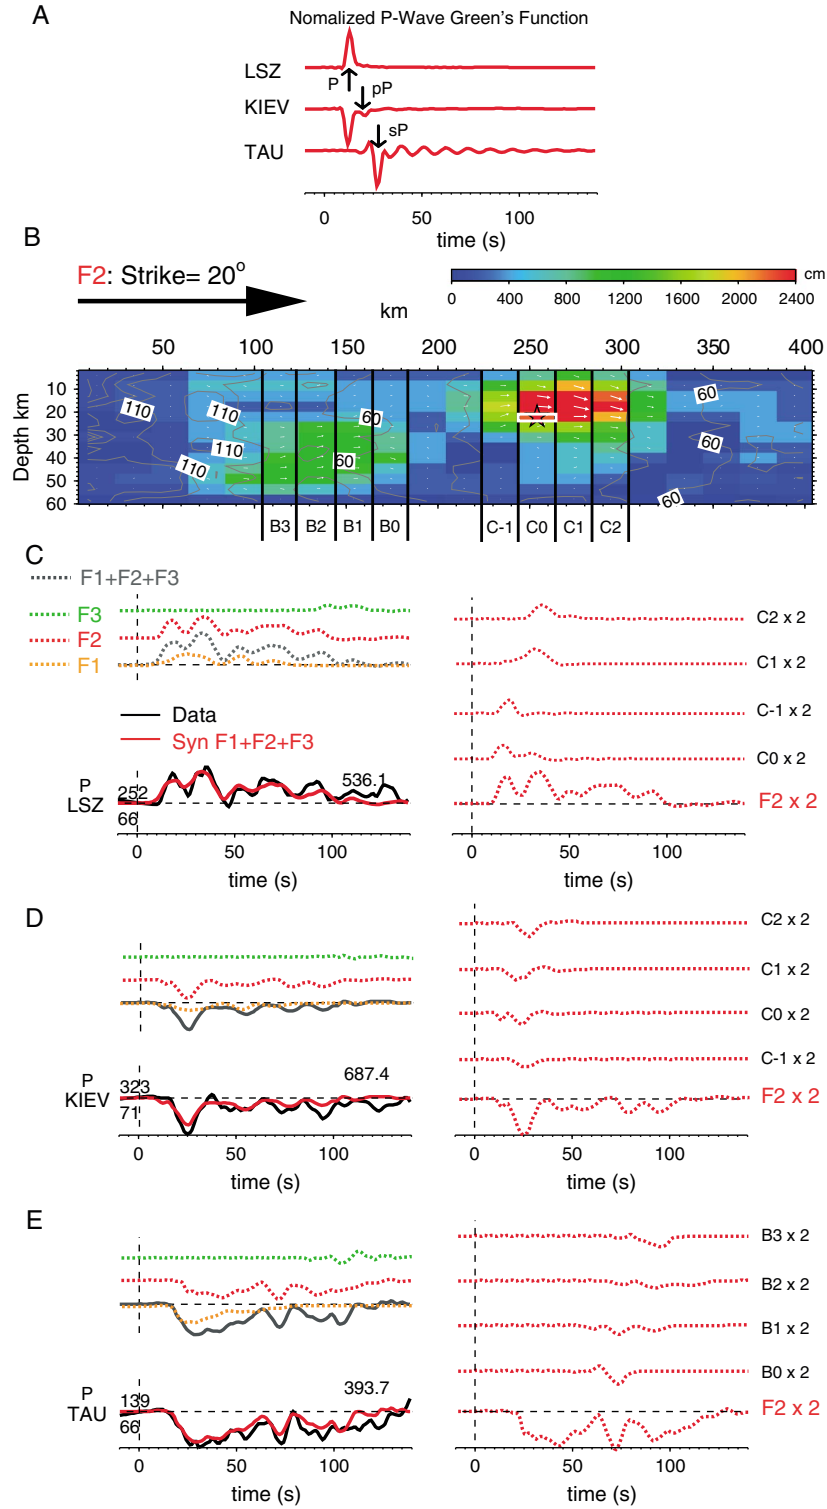 A
Nomalized P-Wave Green's Function
LSZ
P
pP
KIEV
sP
TAU
0 50 100
time (s)
B
F2: Strike= 20°
cm
0 400 800 1200 1600 2000 2400
km
50 100 150 200 250 300 350 400
Depth km
10
20
30
40
50
60
110
110
110
110
60
60
60
60
60
B3 B2 B1 B0 C-1 C0 C1 C2
C
F1+F2+F3
F3
F2
F1
Data
Syn F1+F2+F3
P
LSZ
252
66
536.1
0 50 100
time (s)
C2 x 2
C1 x 2
C-1 x 2
C0 x 2
F2 x 2
0 50 100
time (s)
D
P
KIEV
323
71
687.4
0 50 100
time (s)
C2 x 2
C1 x 2
C0 x 2
C-1 x 2
F2 x 2
0 50 100
time (s)
E
P
TAU
139
66
393.7
0 50 100
time (s)
B3 x 2
B2 x 2
B1 x 2
B0 x 2
F2 x 2
0 50 100
time (s)